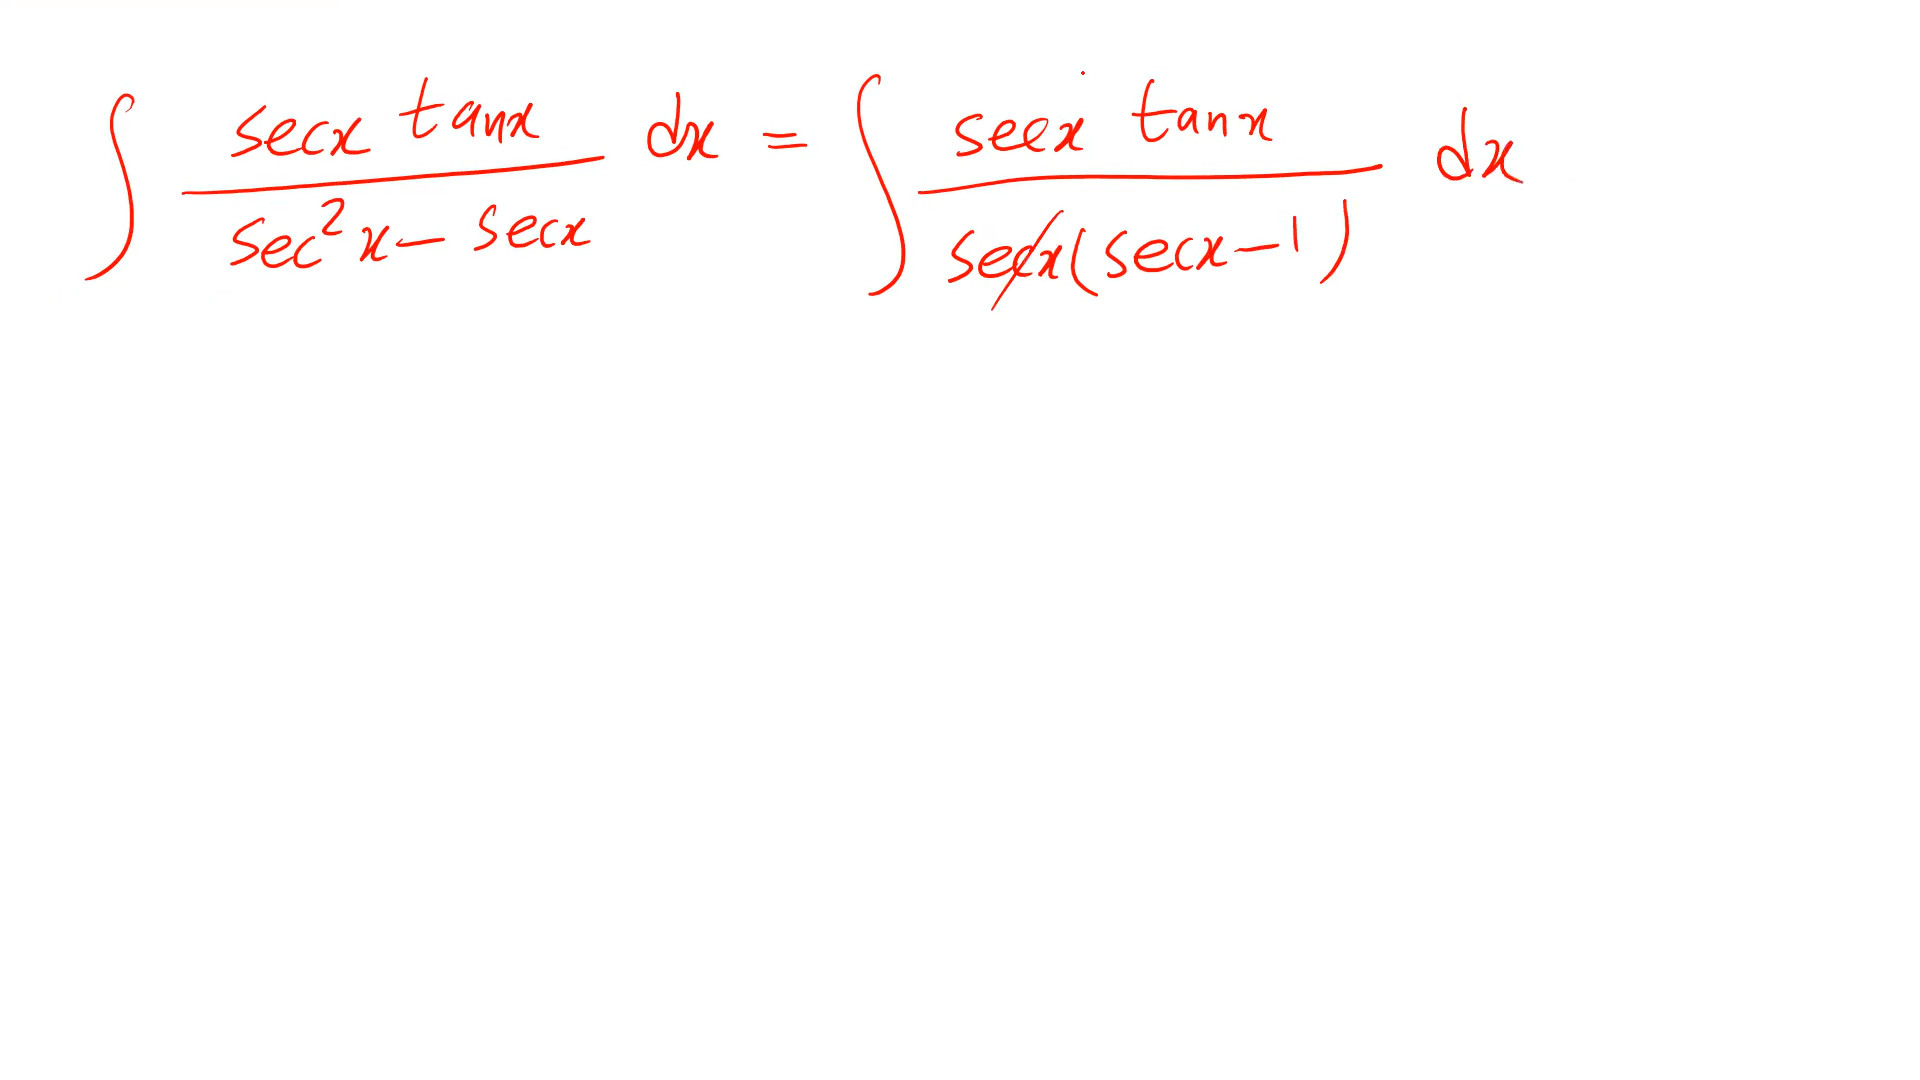 ∫ secx tanx / sec²x − secx dx = ∫ secx tanx / secx(secx−1) dx